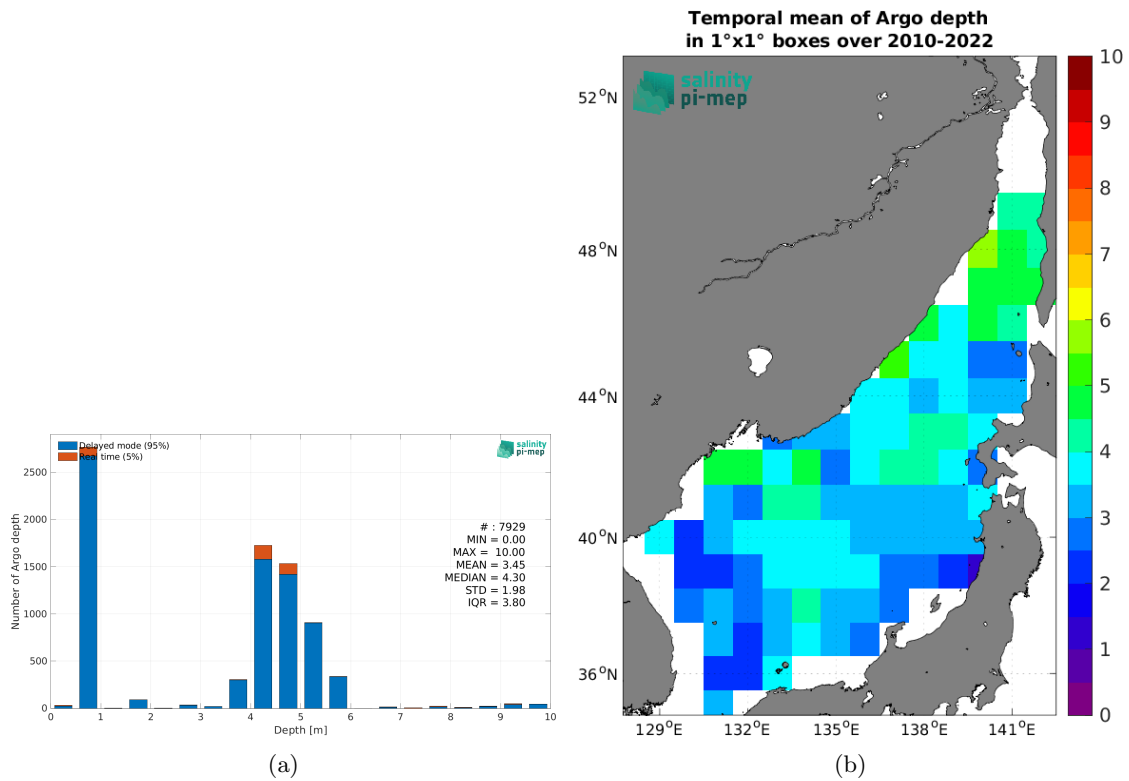 Delayed mode (95%)
Real time (5%)
salinity
pi-mep
# : 7929
MIN = 0.00
MAX = 10.00
MEAN = 3.45
MEDIAN = 4.30
STD = 1.98
IQR = 3.80
Number of Argo depth
2500
2000
1500
1000
500
0
0 1 2 3 4 5 6 7 8 9 10
Depth [m]
(a)
Temporal mean of Argo depth
in 1°x1° boxes over 2010-2022
salinity
pi-mep
52°N
48°N
44°N
40°N
36°N
129°E 132°E 135°E 138°E 141°E
10
9
8
7
6
5
4
3
2
1
0
(b)